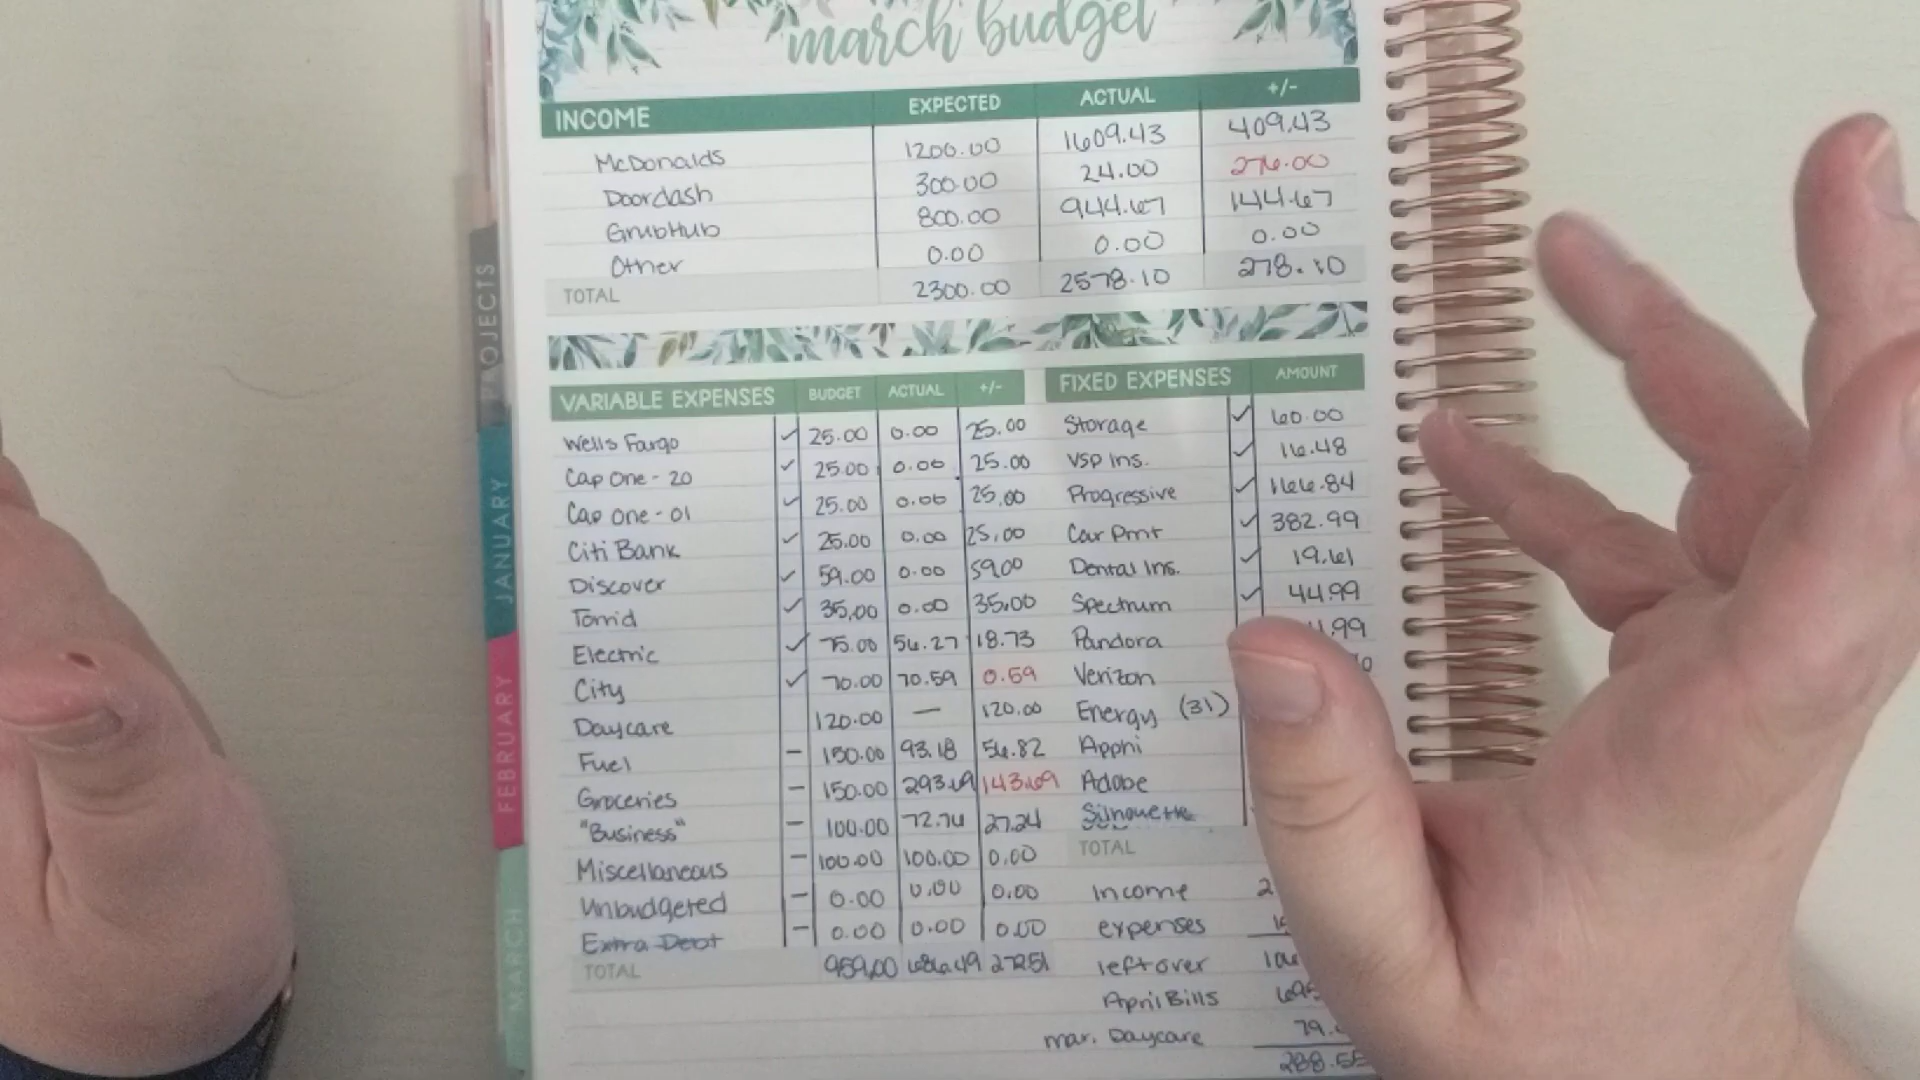 march budget
INCOME EXPECTED ACTUAL +/-
McDonalds 1200.00 1609.43 409.43
Doordash 300.00 24.00 276.00
GrubHub 800.00 944.67 144.67
Other 0.00 0.00 0.00
TOTAL 2300.00 2578.10 278.10
VARIABLE EXPENSES BUDGET ACTUAL +/- FIXED EXPENSES AMOUNT
Wells Fargo ✓ 25.00 0.00 25.00 Storage ✓ 60.00
Cap One - 20 ✓ 25.00 0.00 25.00 VSP Ins. ✓ 16.48
Cap One - 01 ✓ 25.00 0.00 25.00 Progressive ✓ 166.84
Citi Bank ✓ 25.00 0.00 25.00 Car Pmt ✓ 382.99
Discover ✓ 59.00 0.00 59.00 Dental Ins. ✓ 19.61
Torrid ✓ 35.00 0.00 35.00 Spectrum ✓ 44.99
Electric ✓ 75.00 56.27 18.73 Pandora .99
City ✓ 70.00 70.59 0.59 Verizon
Daycare 120.00 — 120.00 Energy (31)
Fuel - 150.00 93.18 56.82 Apphi
Groceries - 150.00 293.69 143.69 Adobe
"Business" - 100.00 72.76 27.24 Silhouette
Miscellaneous - 100.00 100.00 0.00 TOTAL
Unbudgeted - 0.00 0.00 0.00 Income
Extra Debt - 0.00 0.00 0.00 expenses
TOTAL 959.00 686.49 272.51 leftover
April Bills
mar. Daycare 79.
288.55
PROJECTS
JANUARY
FEBRUARY
MARCH